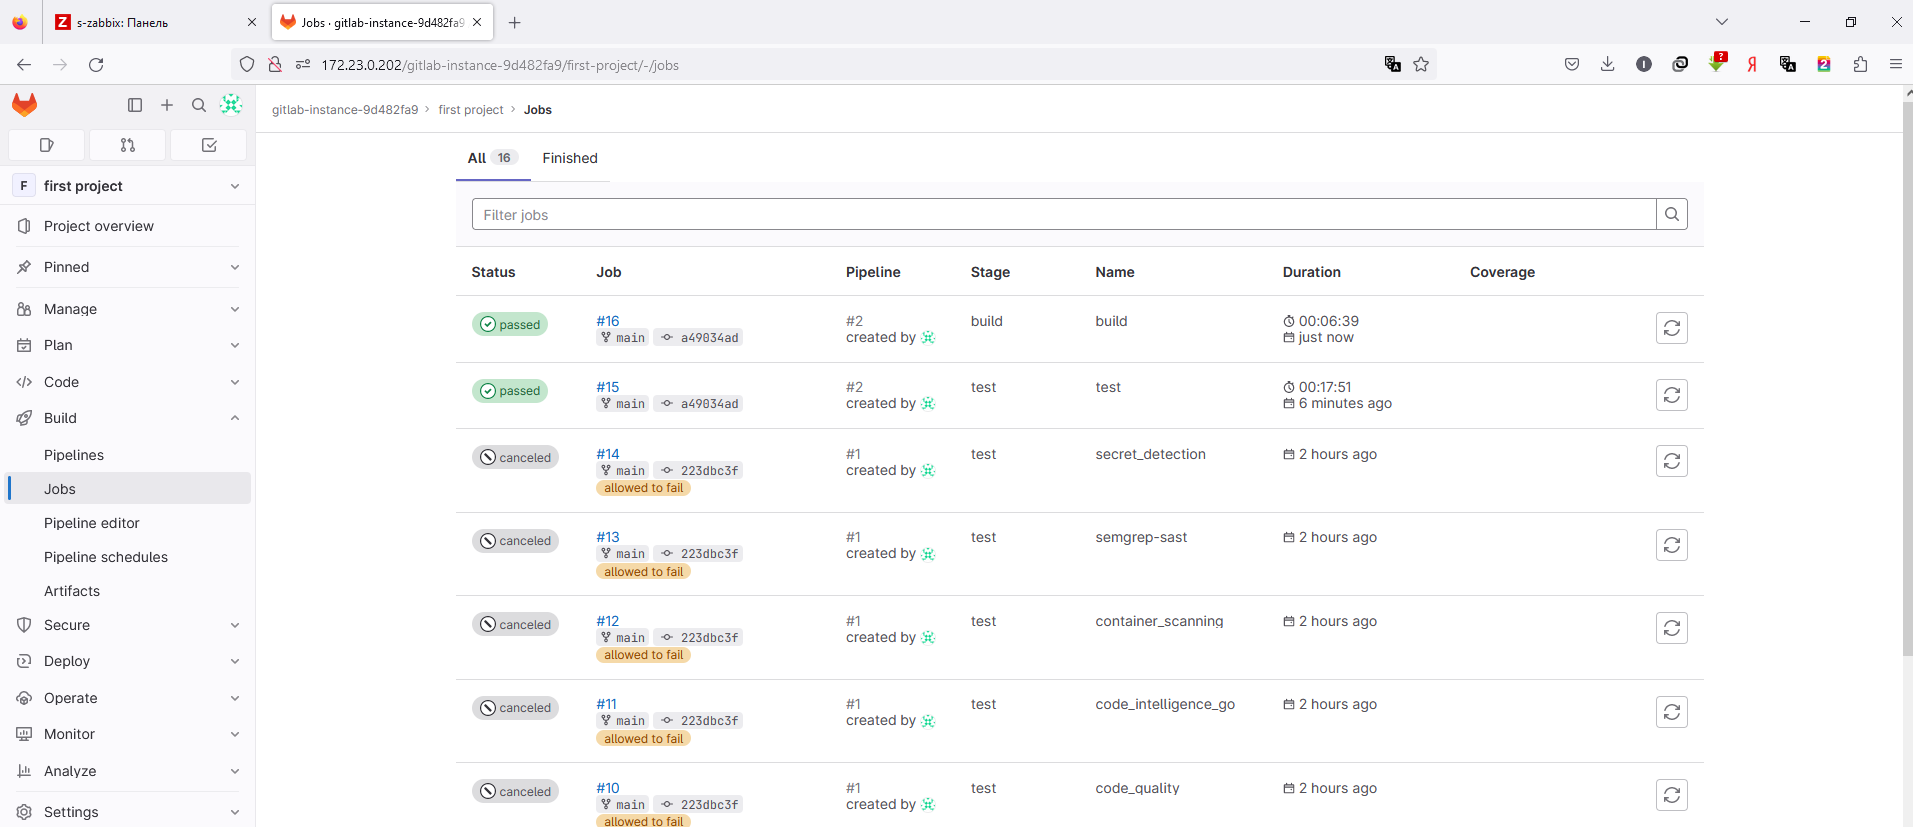 s-zabbix: Панель
Jobs · gitlab-instance-9d482fa9
172.23.0.202/gitlab-instance-9d482fa9/first-project/-/jobs
gitlab-instance-9d482fa9 › first project › Jobs
F first project
Project overview
Pinned
Manage
Plan
Code
Build
Pipelines
Jobs
Pipeline editor
Pipeline schedules
Artifacts
Secure
Deploy
Operate
Monitor
Analyze
Settings
All 16 Finished
Filter jobs
Status Job Pipeline Stage Name Duration Coverage
passed #16 #2 build build 00:06:39
main a49034ad created by just now
passed #15 #2 test test 00:17:51
main a49034ad created by 6 minutes ago
canceled #14 #1 test secret_detection 2 hours ago
main 223dbc3f created by
allowed to fail
canceled #13 #1 test semgrep-sast 2 hours ago
main 223dbc3f created by
allowed to fail
canceled #12 #1 test container_scanning 2 hours ago
main 223dbc3f created by
allowed to fail
canceled #11 #1 test code_intelligence_go 2 hours ago
main 223dbc3f created by
allowed to fail
canceled #10 #1 test code_quality 2 hours ago
main 223dbc3f created by
allowed to fail